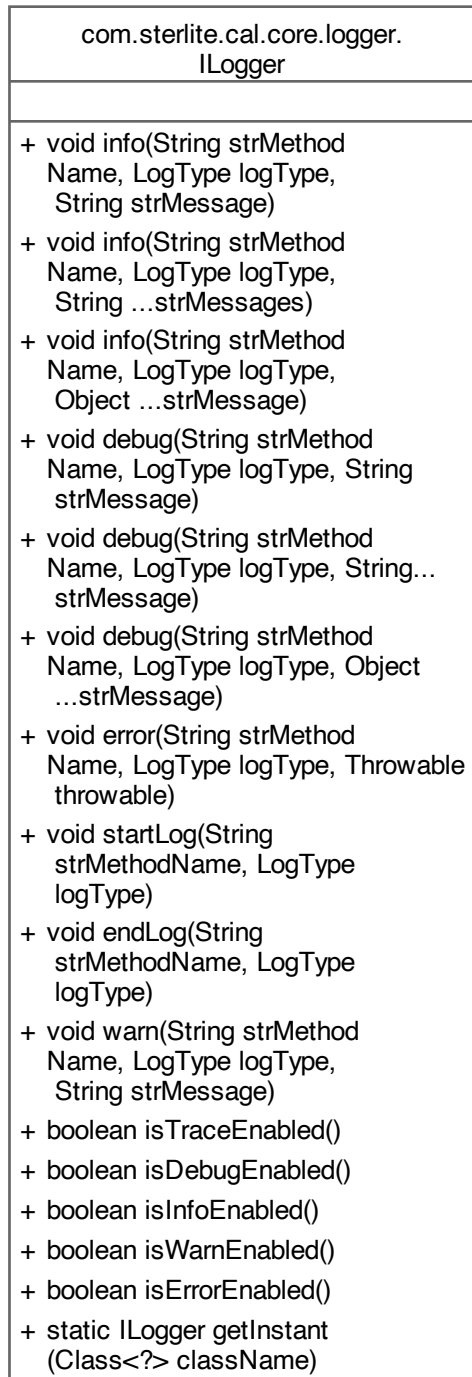 com.sterlite.cal.core.logger.
ILogger
+ void info(String strMethod
Name, LogType logType,
String strMessage)
+ void info(String strMethod
Name, LogType logType,
String ...strMessages)
+ void info(String strMethod
Name, LogType logType,
Object ...strMessage)
+ void debug(String strMethod
Name, LogType logType, String
strMessage)
+ void debug(String strMethod
Name, LogType logType, String...
strMessage)
+ void debug(String strMethod
Name, LogType logType, Object
...strMessage)
+ void error(String strMethod
Name, LogType logType, Throwable
throwable)
+ void startLog(String
strMethodName, LogType
logType)
+ void endLog(String
strMethodName, LogType
logType)
+ void warn(String strMethod
Name, LogType logType,
String strMessage)
+ boolean isTraceEnabled()
+ boolean isDebugEnabled()
+ boolean isInfoEnabled()
+ boolean isWarnEnabled()
+ boolean isErrorEnabled()
+ static ILogger getInstant
(Class<?> className)